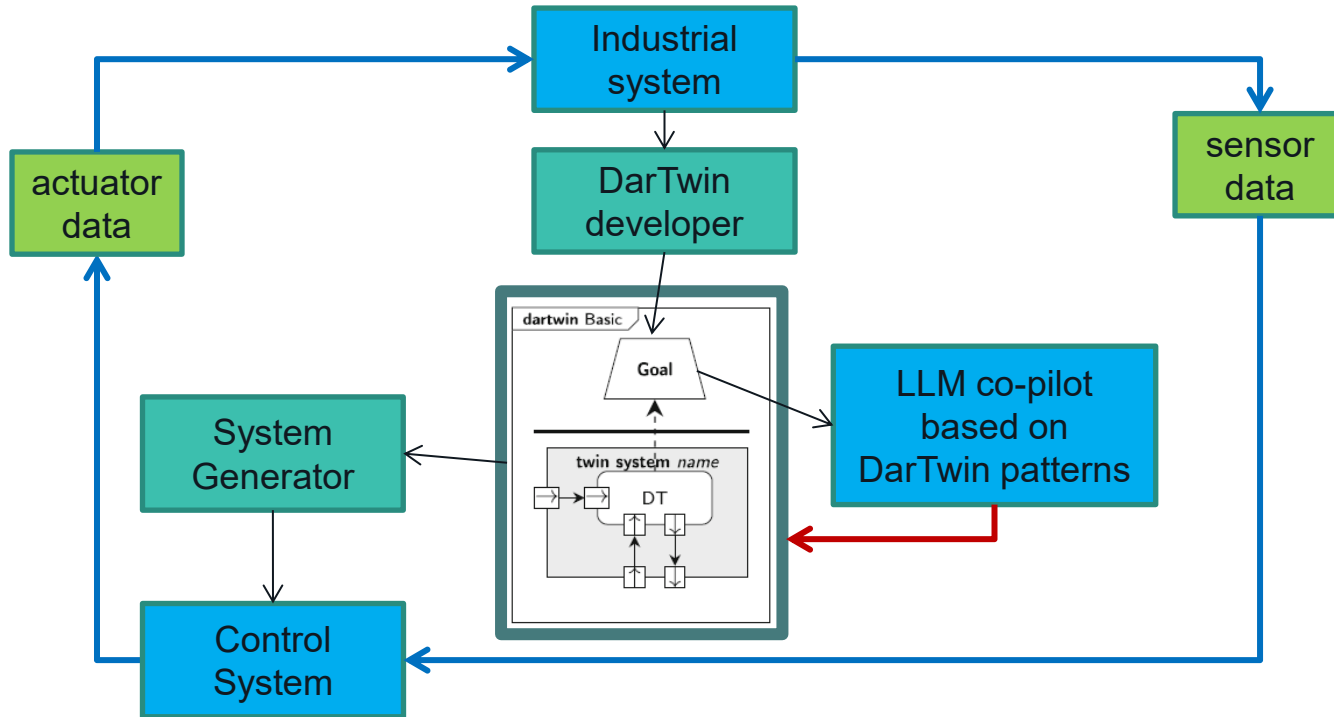 Industrial
system
actuator
data
DarTwin
developer
sensor
data
dartwin Basic
Goal
LLM co-pilot
based on
DarTwin patterns
System
Generator
twin system name
DT
Control
System